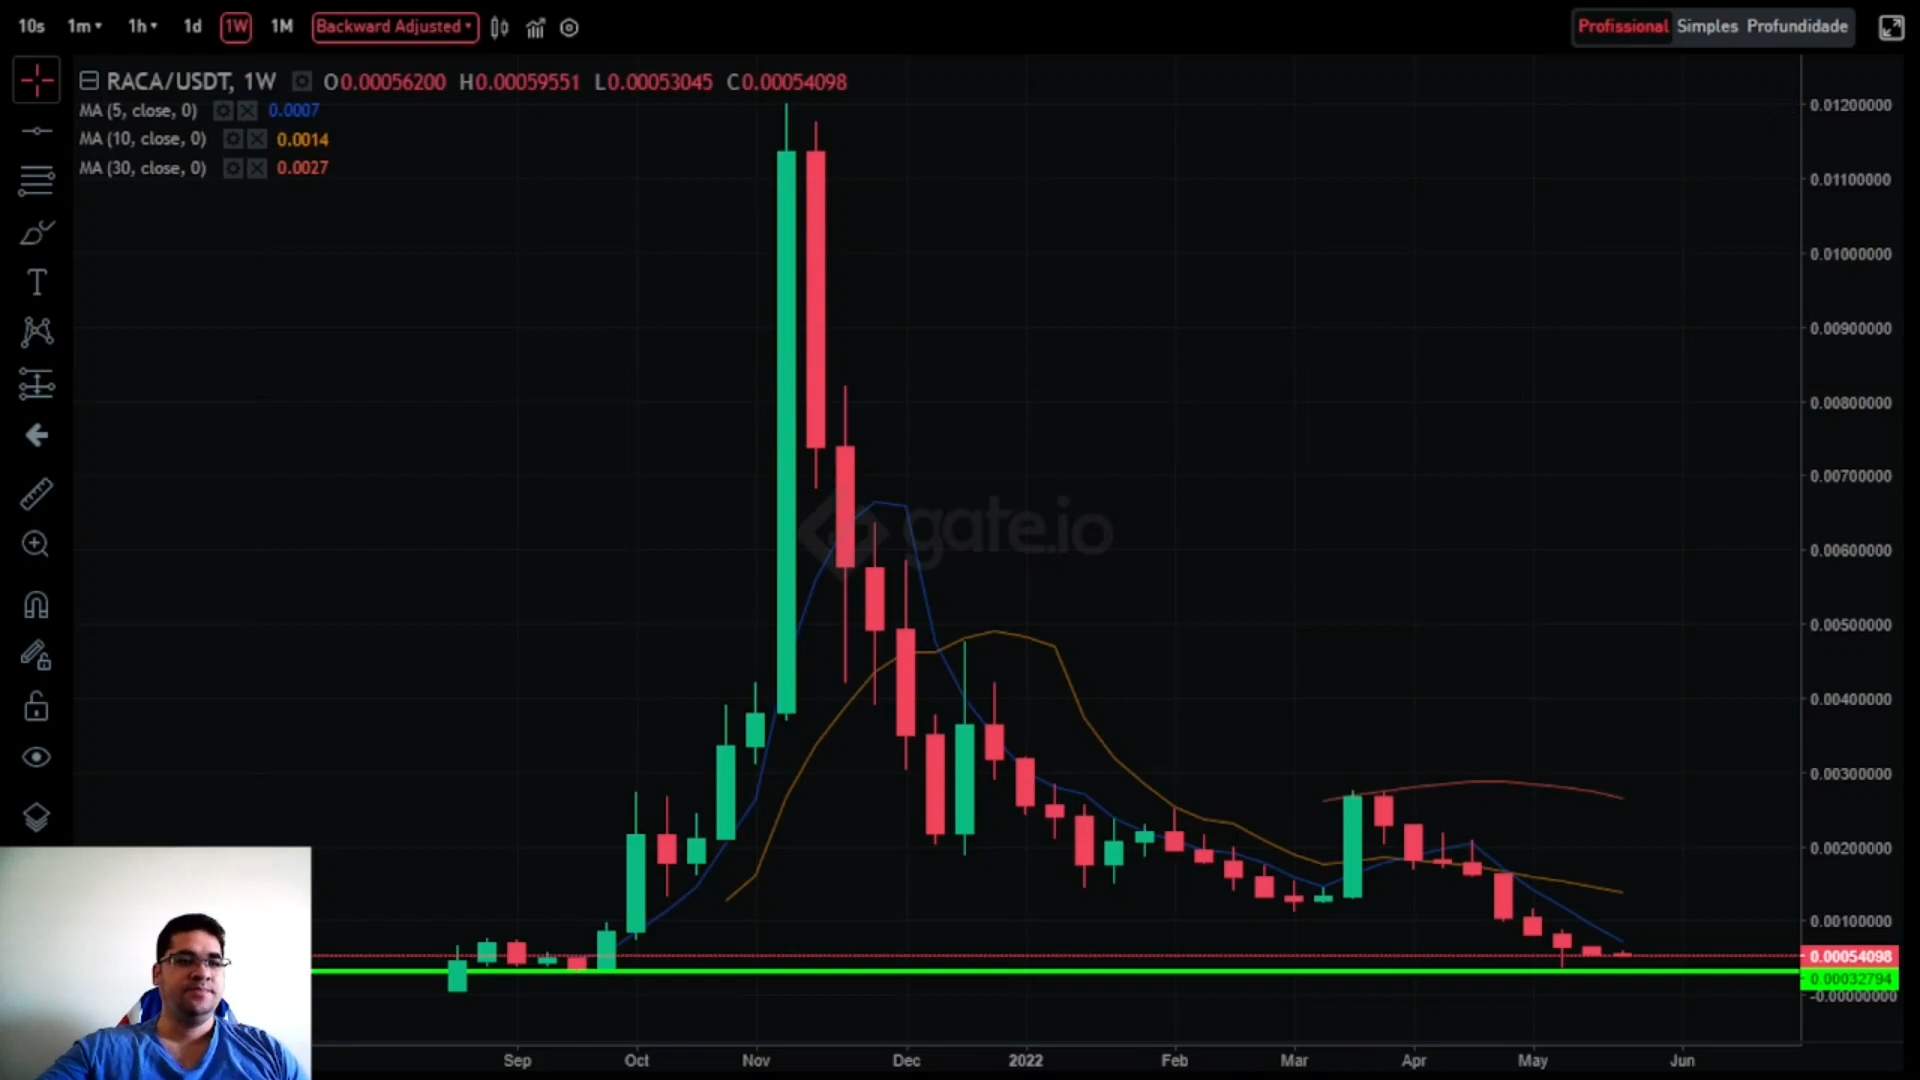 10s 1m 1h 1d 1W 1M Backward Adjusted Profissional Simples Profundidade
RACA/USDT, 1W O0.00056200 H0.00059551 L0.00053045 C0.00054098
MA (5, close, 0) 0.0007
MA (10, close, 0) 0.0014
MA (30, close, 0) 0.0027
T
0.01200000
0.01100000
0.01000000
0.00900000
0.00800000
0.00700000
gate.io
0.00600000
0.00500000
0.00400000
0.00300000
0.00200000
0.00100000
0.00054098
0.00032794
-0.00000000
Sep Oct Nov Dec 2022 Feb Mar Apr May Jun